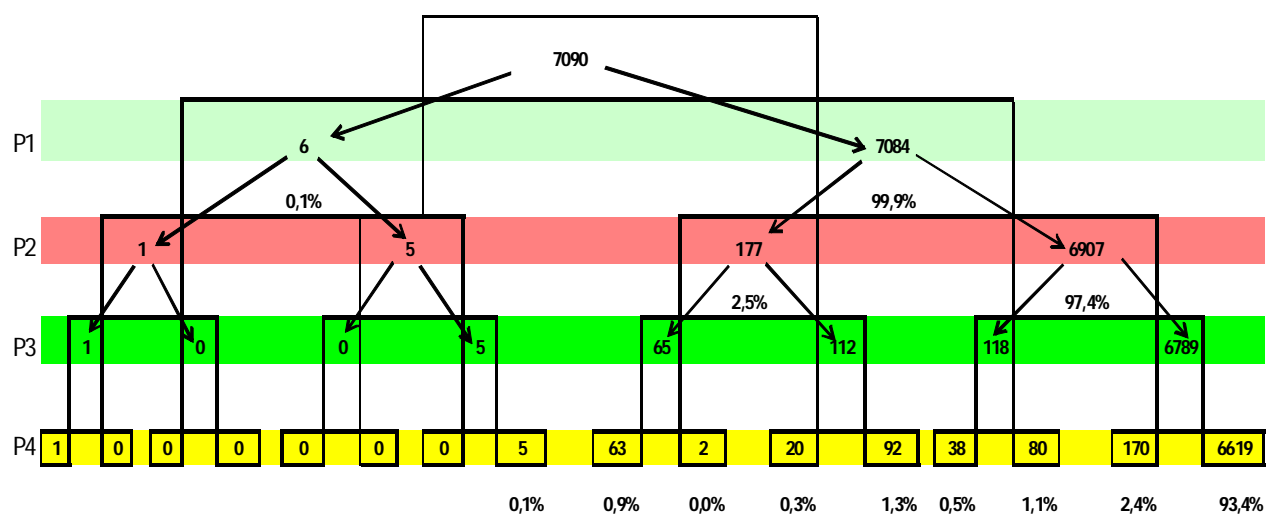 7090
P1 6 7084
0,1% 99,9%
P2 1 5 177 6907
2,5% 97,4%
P3 1 0 0 5 65 112 118 6789
P4 1 0 0 0 0 0 0 5 63 2 20 92 38 80 170 6619
0,1% 0,9% 0,0% 0,3% 1,3% 0,5% 1,1% 2,4% 93,4%